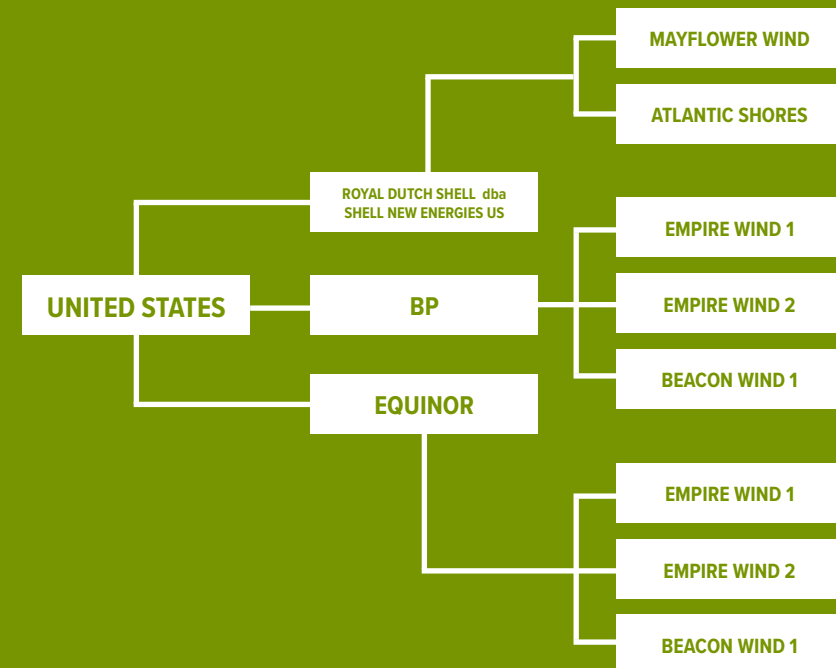 MAYFLOWER WIND
ATLANTIC SHORES
ROYAL DUTCH SHELL dba
SHELL NEW ENERGIES US
EMPIRE WIND 1
UNITED STATES
BP
EMPIRE WIND 2
BEACON WIND 1
EQUINOR
EMPIRE WIND 1
EMPIRE WIND 2
BEACON WIND 1